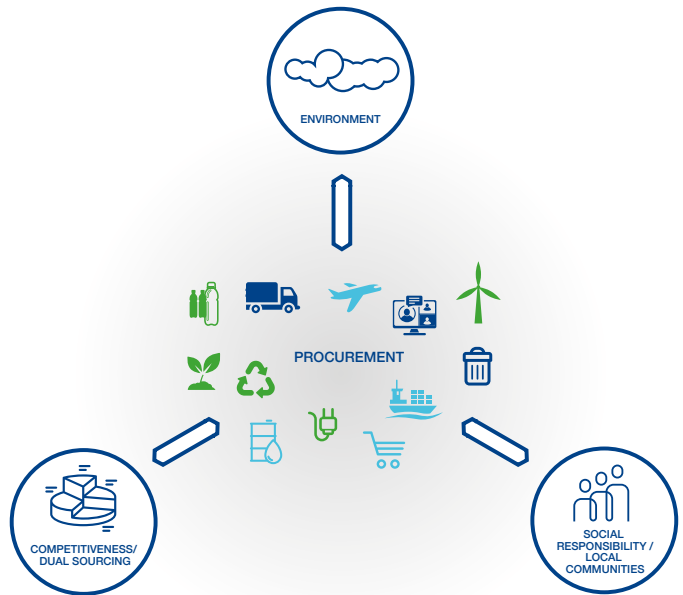 ENVIRONMENT
PROCUREMENT
COMPETITIVENESS/
DUAL SOURCING
SOCIAL
RESPONSIBILITY /
LOCAL
COMMUNITIES